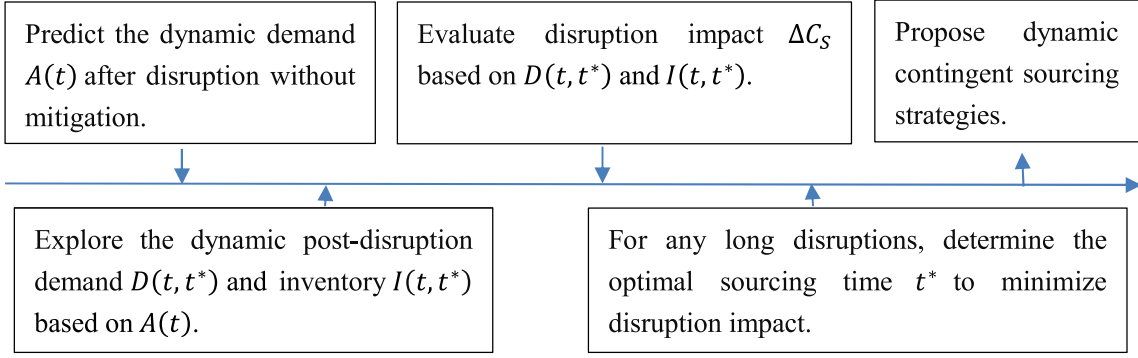 Predict the dynamic demand
A(t) after disruption without
mitigation.
Evaluate disruption impact ΔC_S
based on D(t, t*) and I(t, t*).
Propose dynamic
contingent sourcing
strategies.
Explore the dynamic post-disruption
demand D(t, t*) and inventory I(t, t*)
based on A(t).
For any long disruptions, determine the
optimal sourcing time t* to minimize
disruption impact.